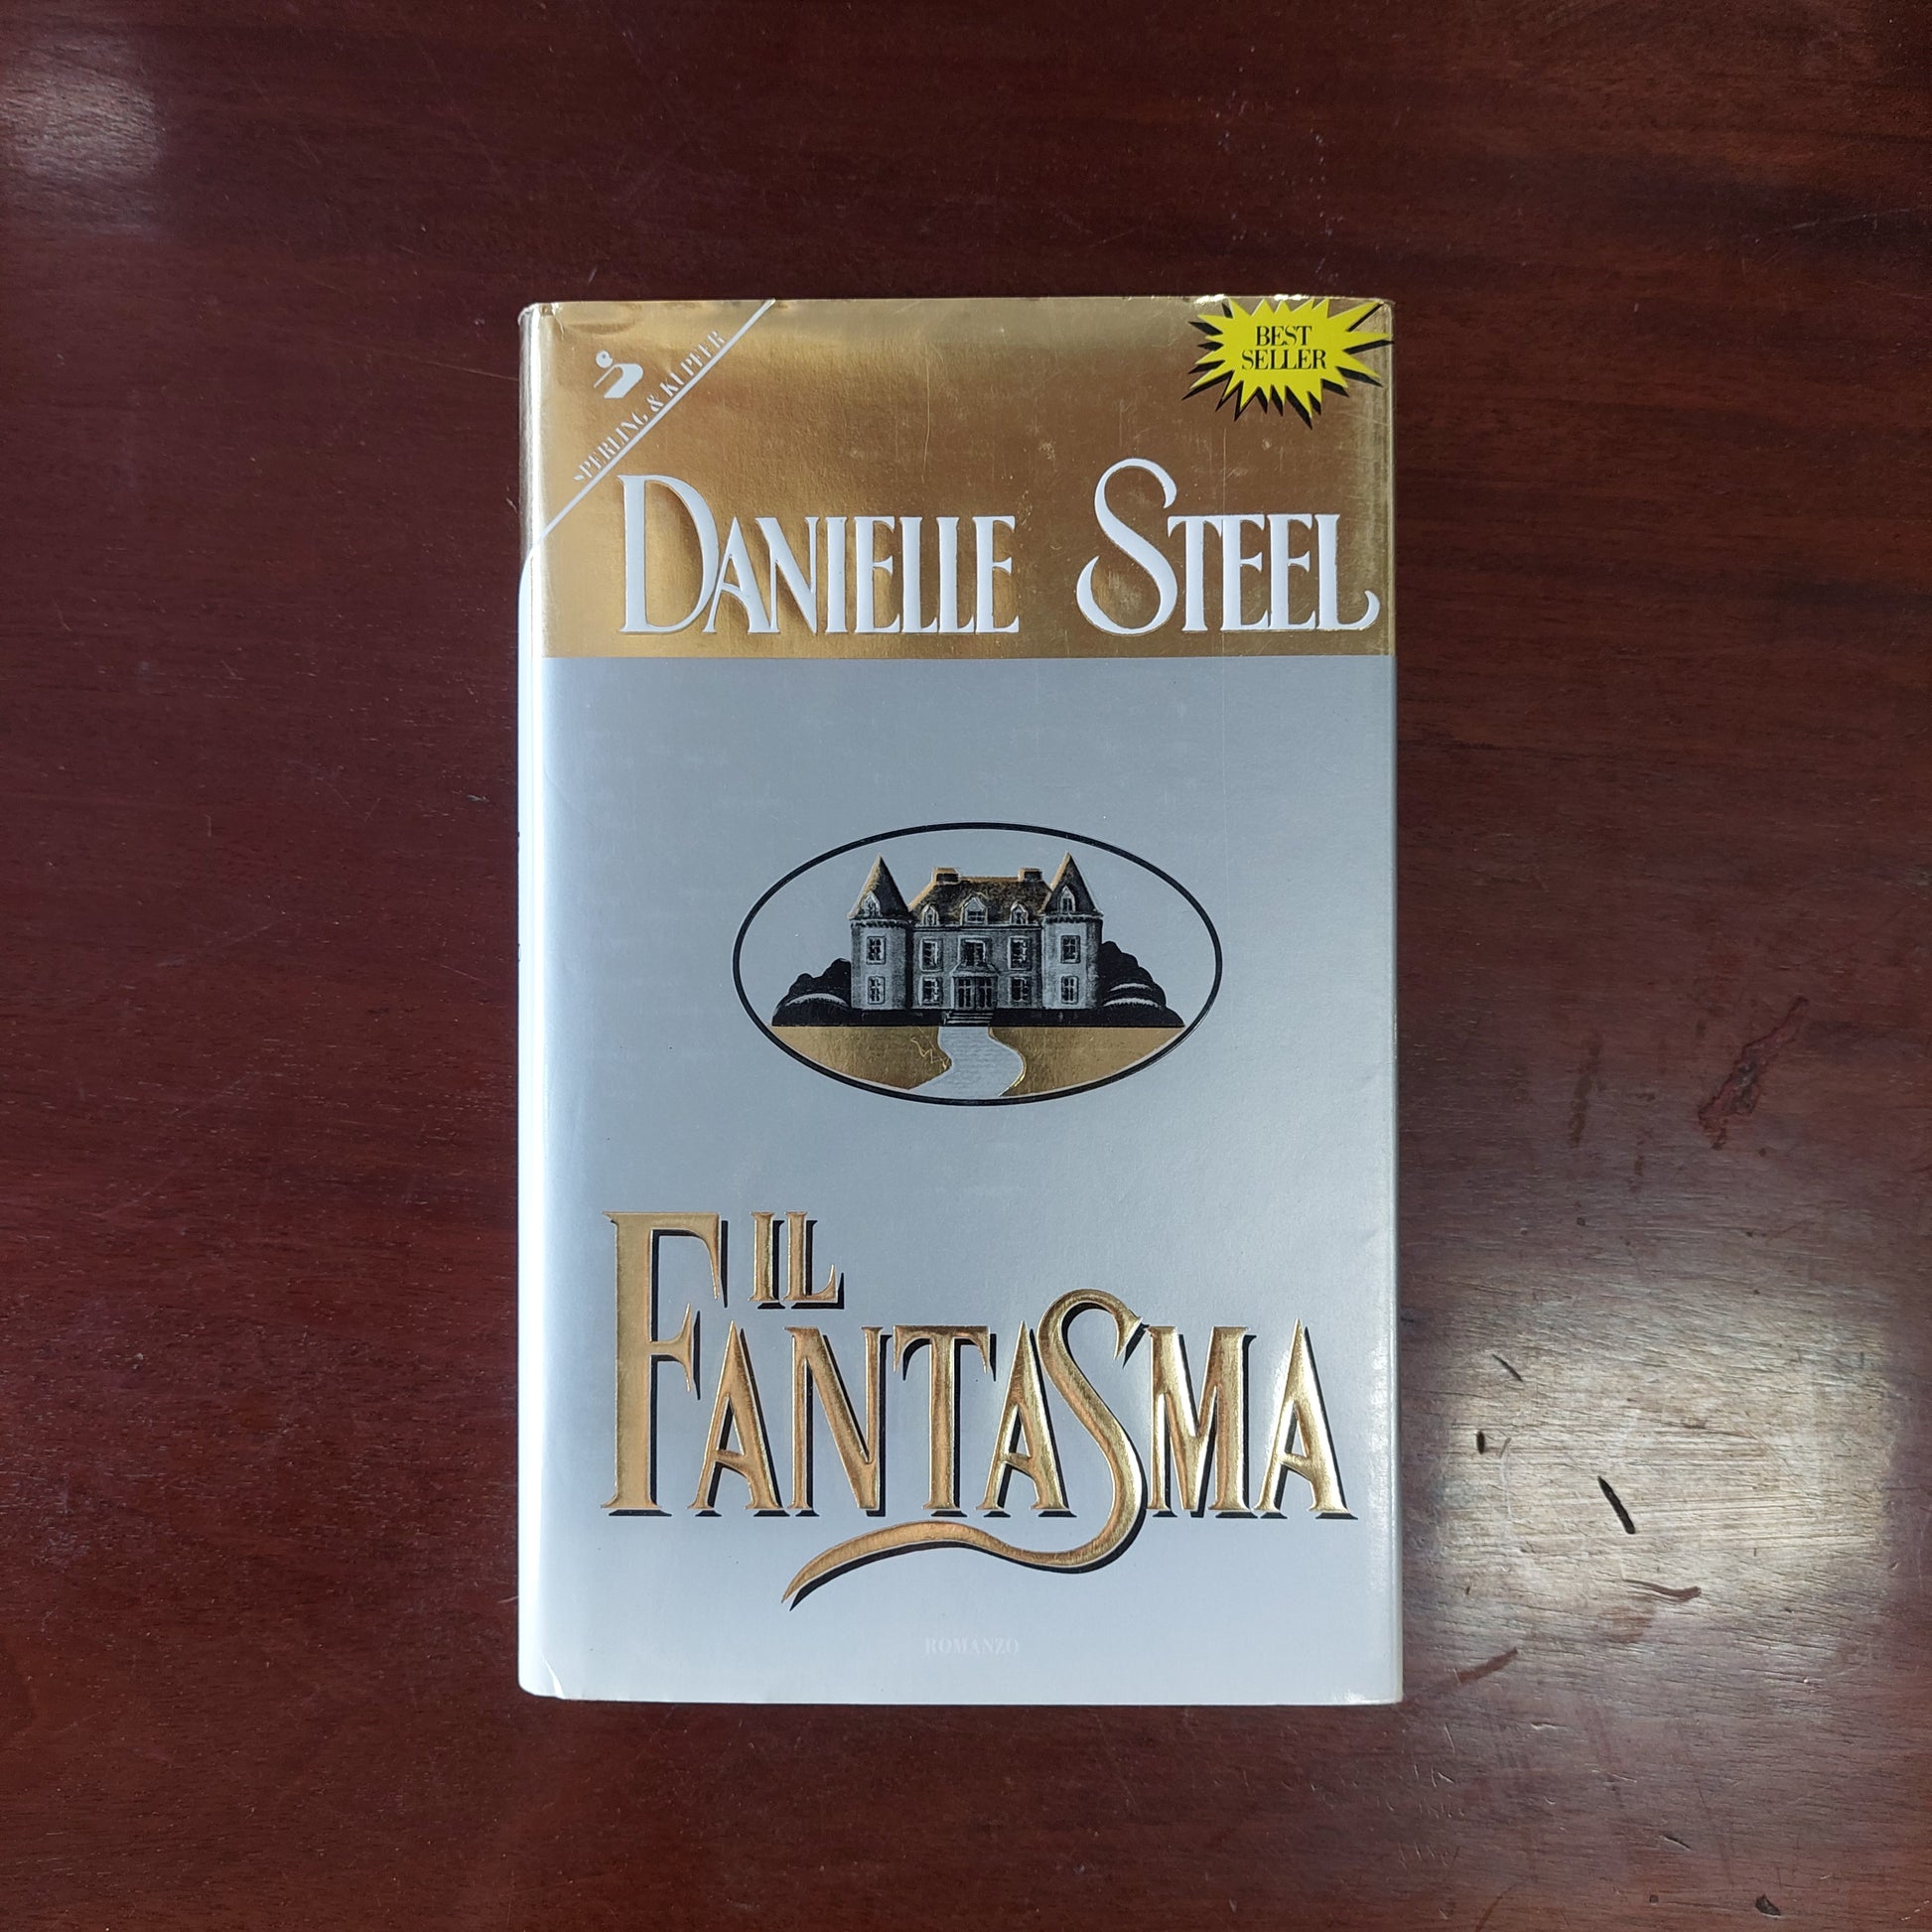 SPERLING & KUPFER
BEST
SELLER
DANIELLE STEEL
IL
FANTASMA
ROMANZO